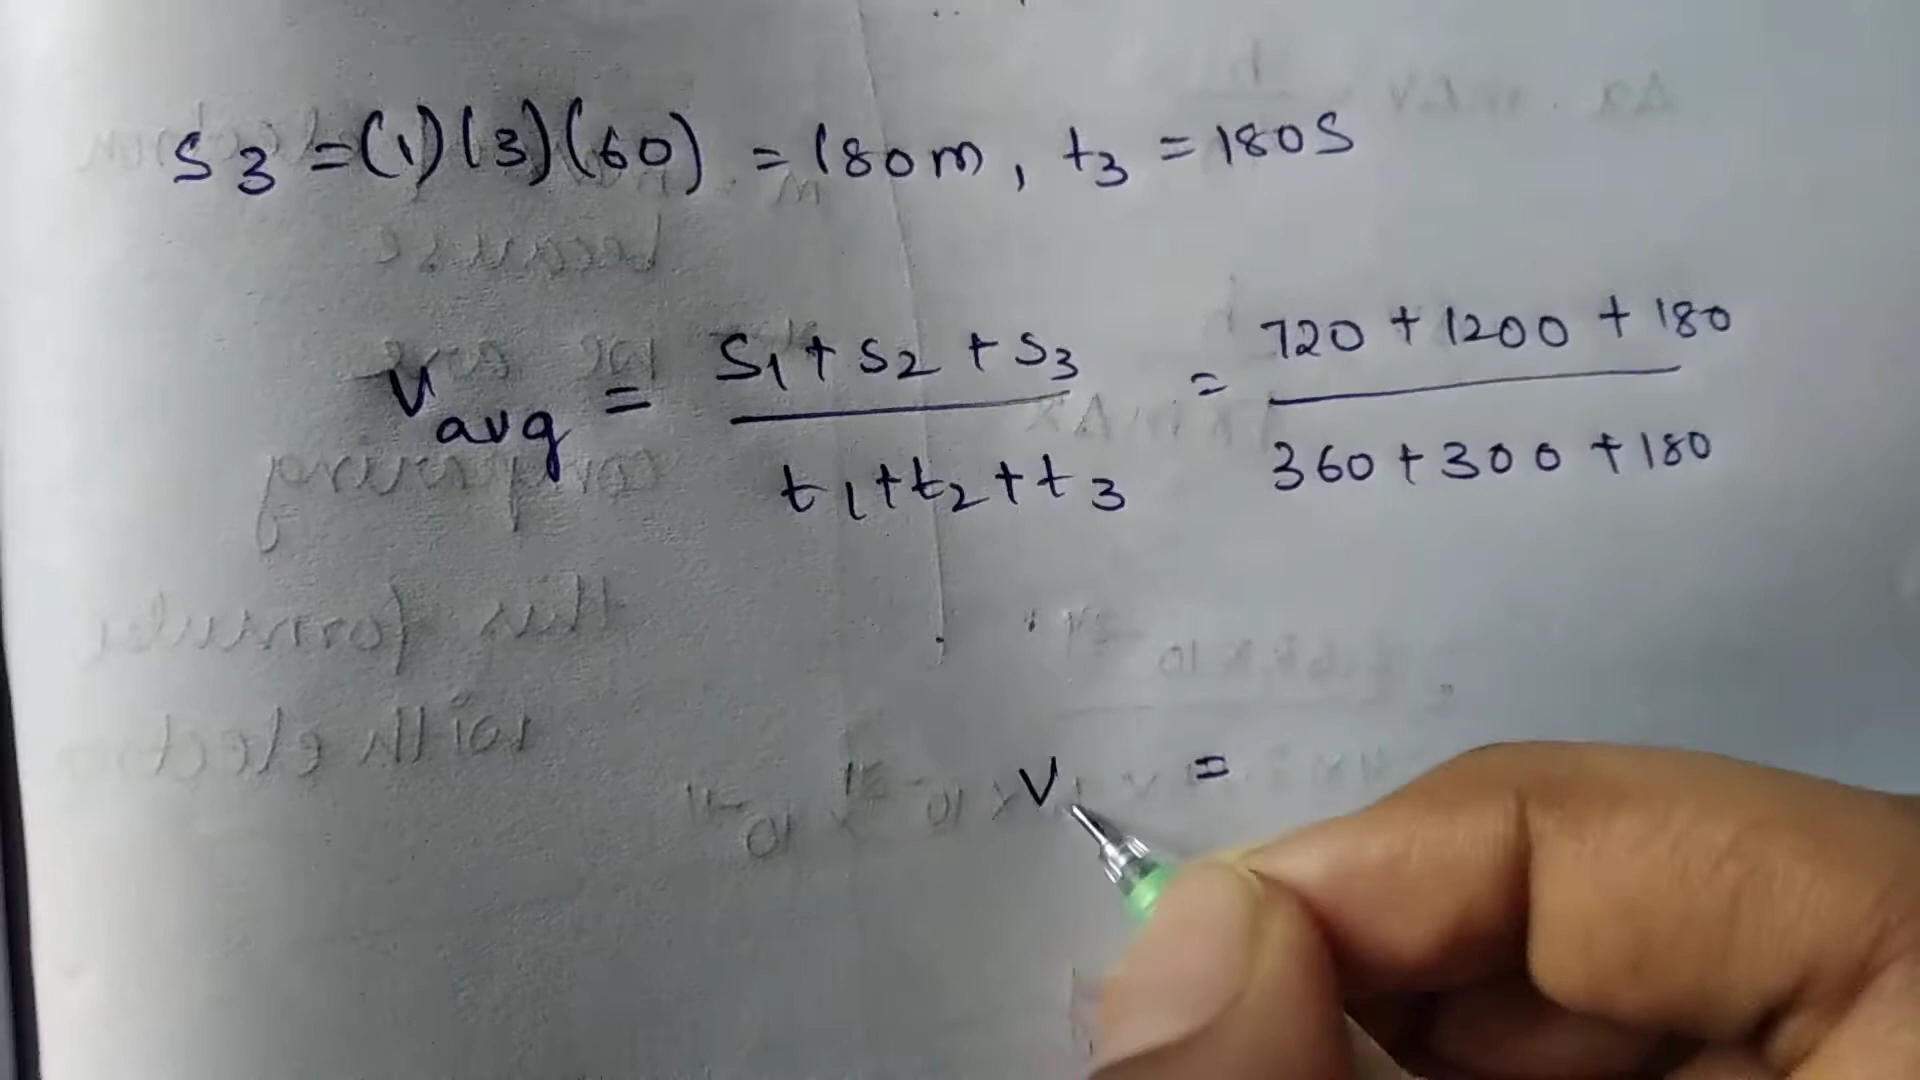 S3 = (1)(3)(60) = 180m, t3 = 180S
Vavg = S1 + S2 + S3 / t1 + t2 + t3 = 720 + 1200 + 180 / 360 + 300 + 180
V =